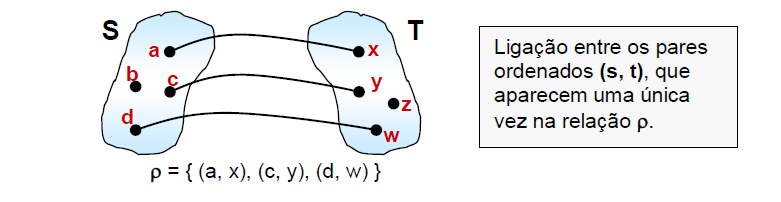 S
T
a
x
b
c
y
z
d
w
ρ = { (a, x), (c, y), (d, w) }
Ligação entre os pares
ordenados (s, t), que
aparecem uma única
vez na relação ρ.